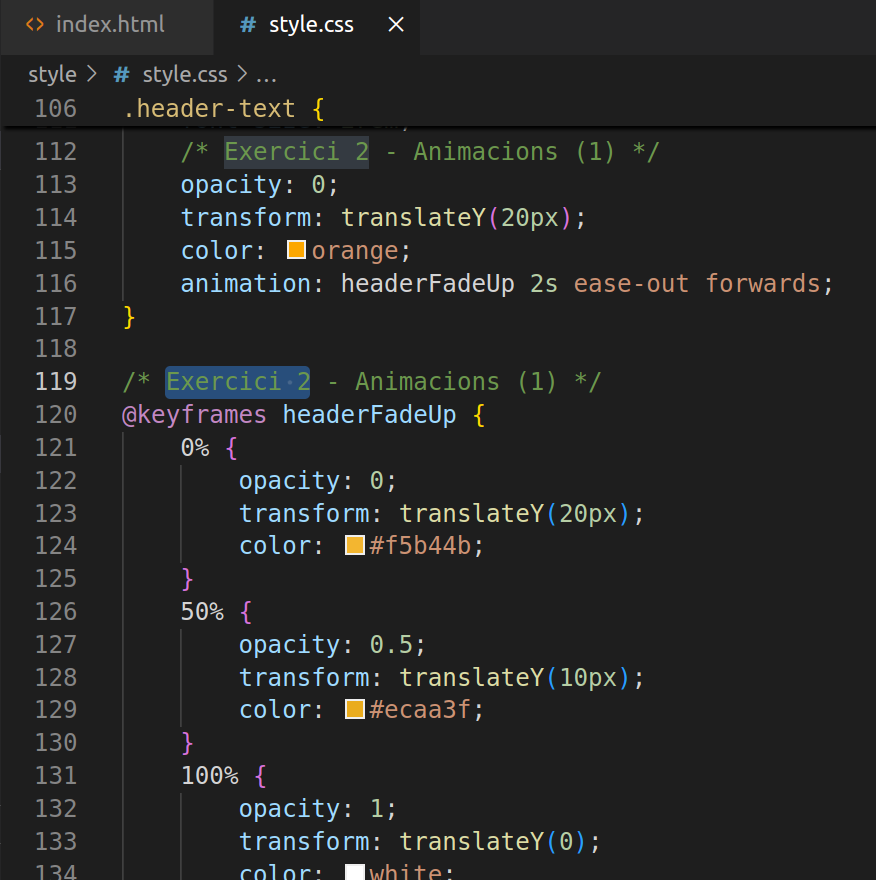 index.html
style.css
style > style.css > ...
106 .header-text {
112 /* Exercici 2 - Animacions (1) */
113 opacity: 0;
114 transform: translateY(20px);
115 color: orange;
116 animation: headerFadeUp 2s ease-out forwards;
117 }
118
119 /* Exercici 2 - Animacions (1) */
120 @keyframes headerFadeUp {
121 0% {
122 opacity: 0;
123 transform: translateY(20px);
124 color: #f5b44b;
125 }
126 50% {
127 opacity: 0.5;
128 transform: translateY(10px);
129 color: #ecaa3f;
130 }
131 100% {
132 opacity: 1;
133 transform: translateY(0);
134 color: white;